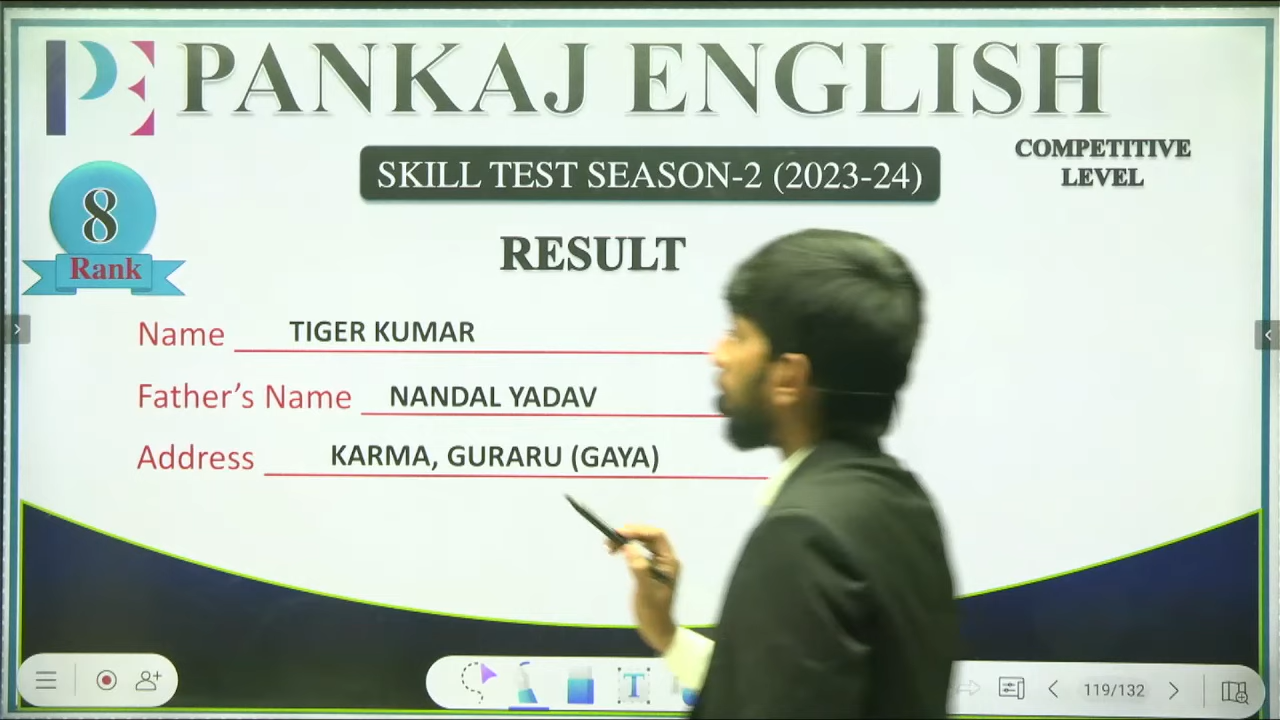 PE PANKAJ ENGLISH
SKILL TEST SEASON-2 (2023-24)
COMPETITIVE
LEVEL
8
Rank
RESULT
Name TIGER KUMAR
Father's Name NANDAL YADAV
Address KARMA, GURARU (GAYA)
T
119/132